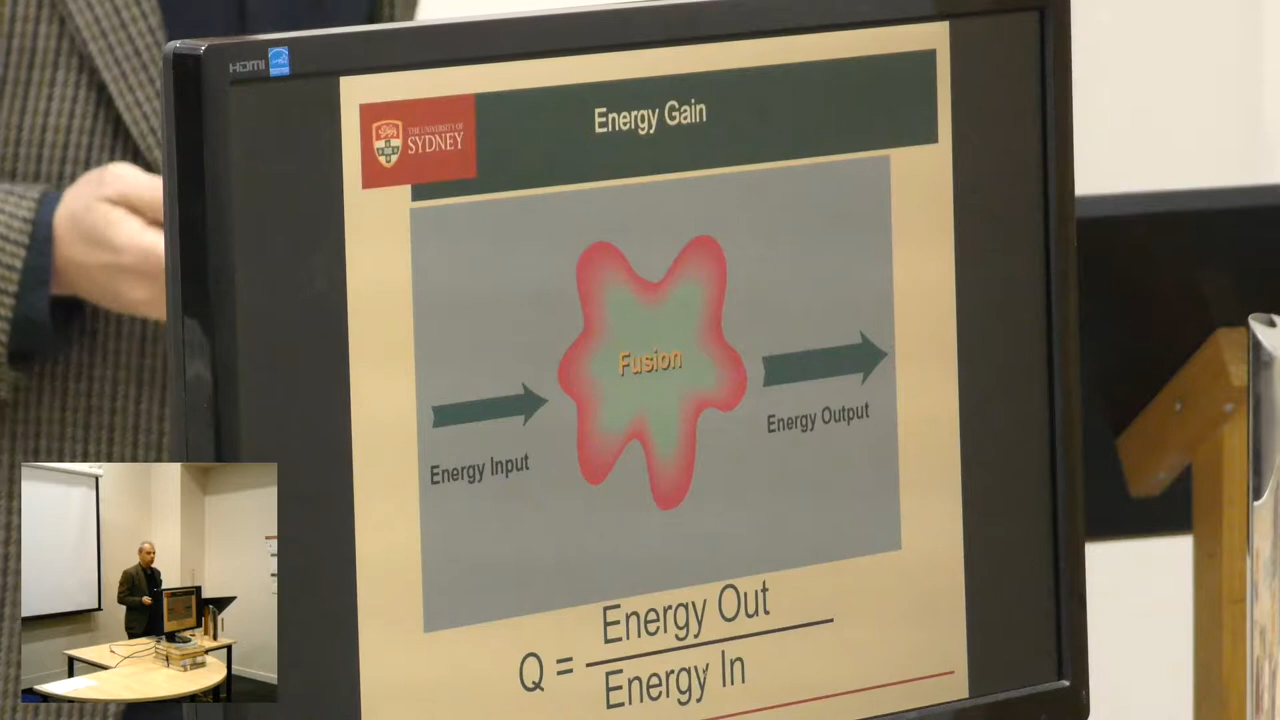 HDMI
THE UNIVERSITY OF
SYDNEY
Energy Gain
Fusion
Energy Input
Energy Output
Q = Energy Out
Energy In